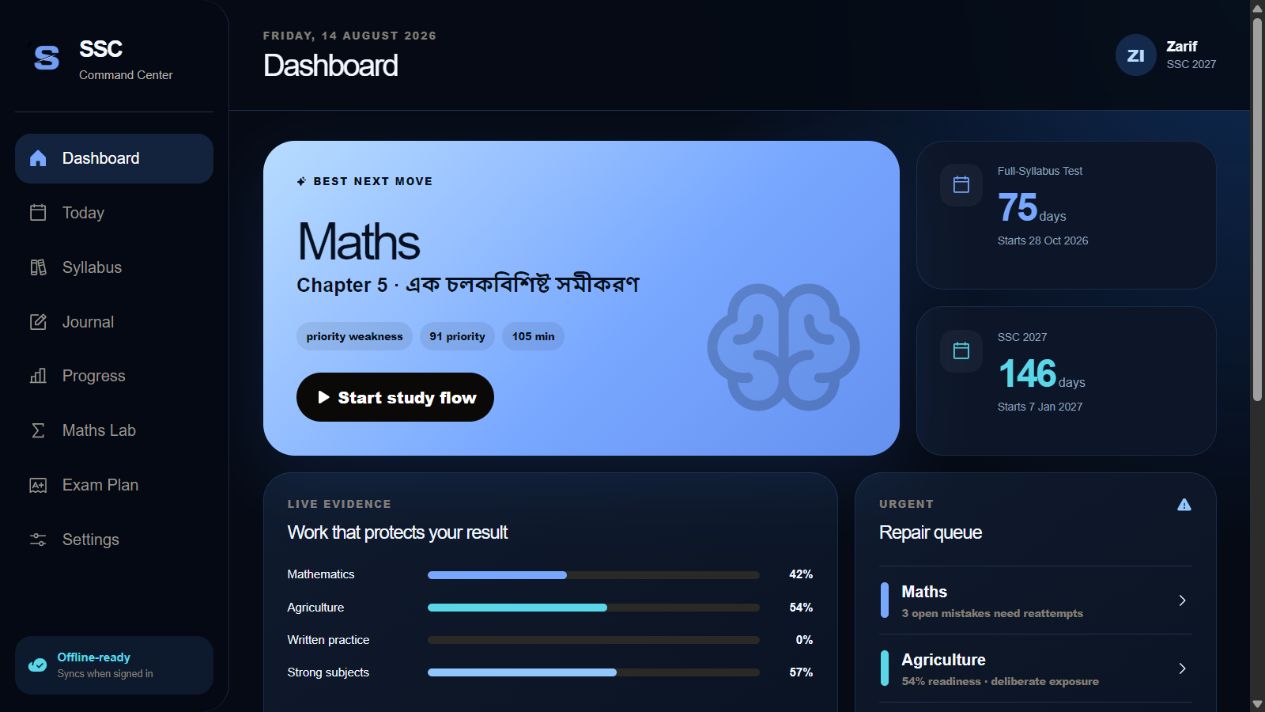 SSC
Command Center
Dashboard
Today
Syllabus
Journal
Progress
Maths Lab
Exam Plan
Settings
Offline-ready
Syncs when signed in
FRIDAY, 14 AUGUST 2026
Dashboard
ZI
Zarif
SSC 2027
BEST NEXT MOVE
Maths
Chapter 5 · এক চলকবিশিষ্ট সমীকরণ
priority weakness
91 priority
105 min
Start study flow
Full-Syllabus Test
75 days
Starts 28 Oct 2026
SSC 2027
146 days
Starts 7 Jan 2027
LIVE EVIDENCE
Work that protects your result
Mathematics 42%
Agriculture 54%
Written practice 0%
Strong subjects 57%
URGENT
Repair queue
Maths
3 open mistakes need reattempts
Agriculture
54% readiness · deliberate exposure